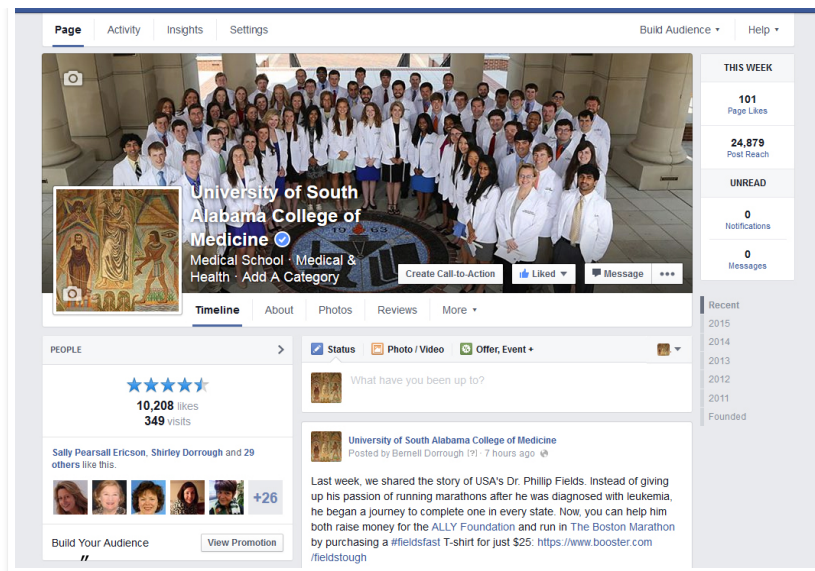 Page Activity Insights Settings Build Audience Help
THIS WEEK
101
Page Likes
24,879
Post Reach
UNREAD
0
Notifications
0
Messages
University of South
Alabama College of
Medicine
Medical School · Medical &
Health · Add A Category
Create Call-to-Action Liked Message •••
Timeline About Photos Reviews More
Recent
2015
2014
2013
2012
2011
Founded
PEOPLE
10,208 likes
349 visits
Sally Pearsall Ericson, Shirley Dorrough and 29
others like this.
+26
Build Your Audience View Promotion
Status Photo / Video Offer, Event +
What have you been up to?
University of South Alabama College of Medicine
Posted by Bernell Dorrough [?] · 7 hours ago
Last week, we shared the story of USA's Dr. Phillip Fields. Instead of giving
up his passion of running marathons after he was diagnosed with leukemia,
he began a journey to complete one in every state. Now, you can help him
both raise money for the ALLY Foundation and run in The Boston Marathon
by purchasing a #fieldsfast T-shirt for just $25: https://www.booster.com
/fieldstough